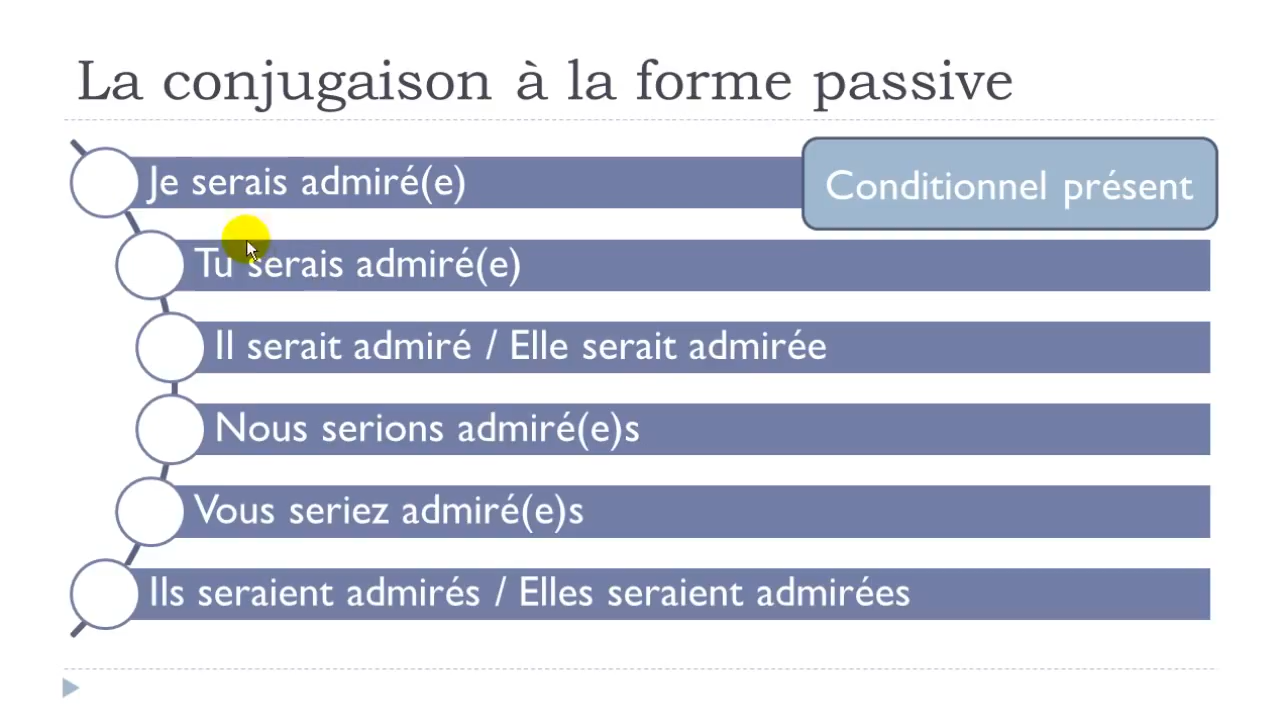 La conjugaison à la forme passive
Je serais admiré(e)
Conditionnel présent
Tu serais admiré(e)
Il serait admiré / Elle serait admirée
Nous serions admiré(e)s
Vous seriez admiré(e)s
Ils seraient admirés / Elles seraient admirées